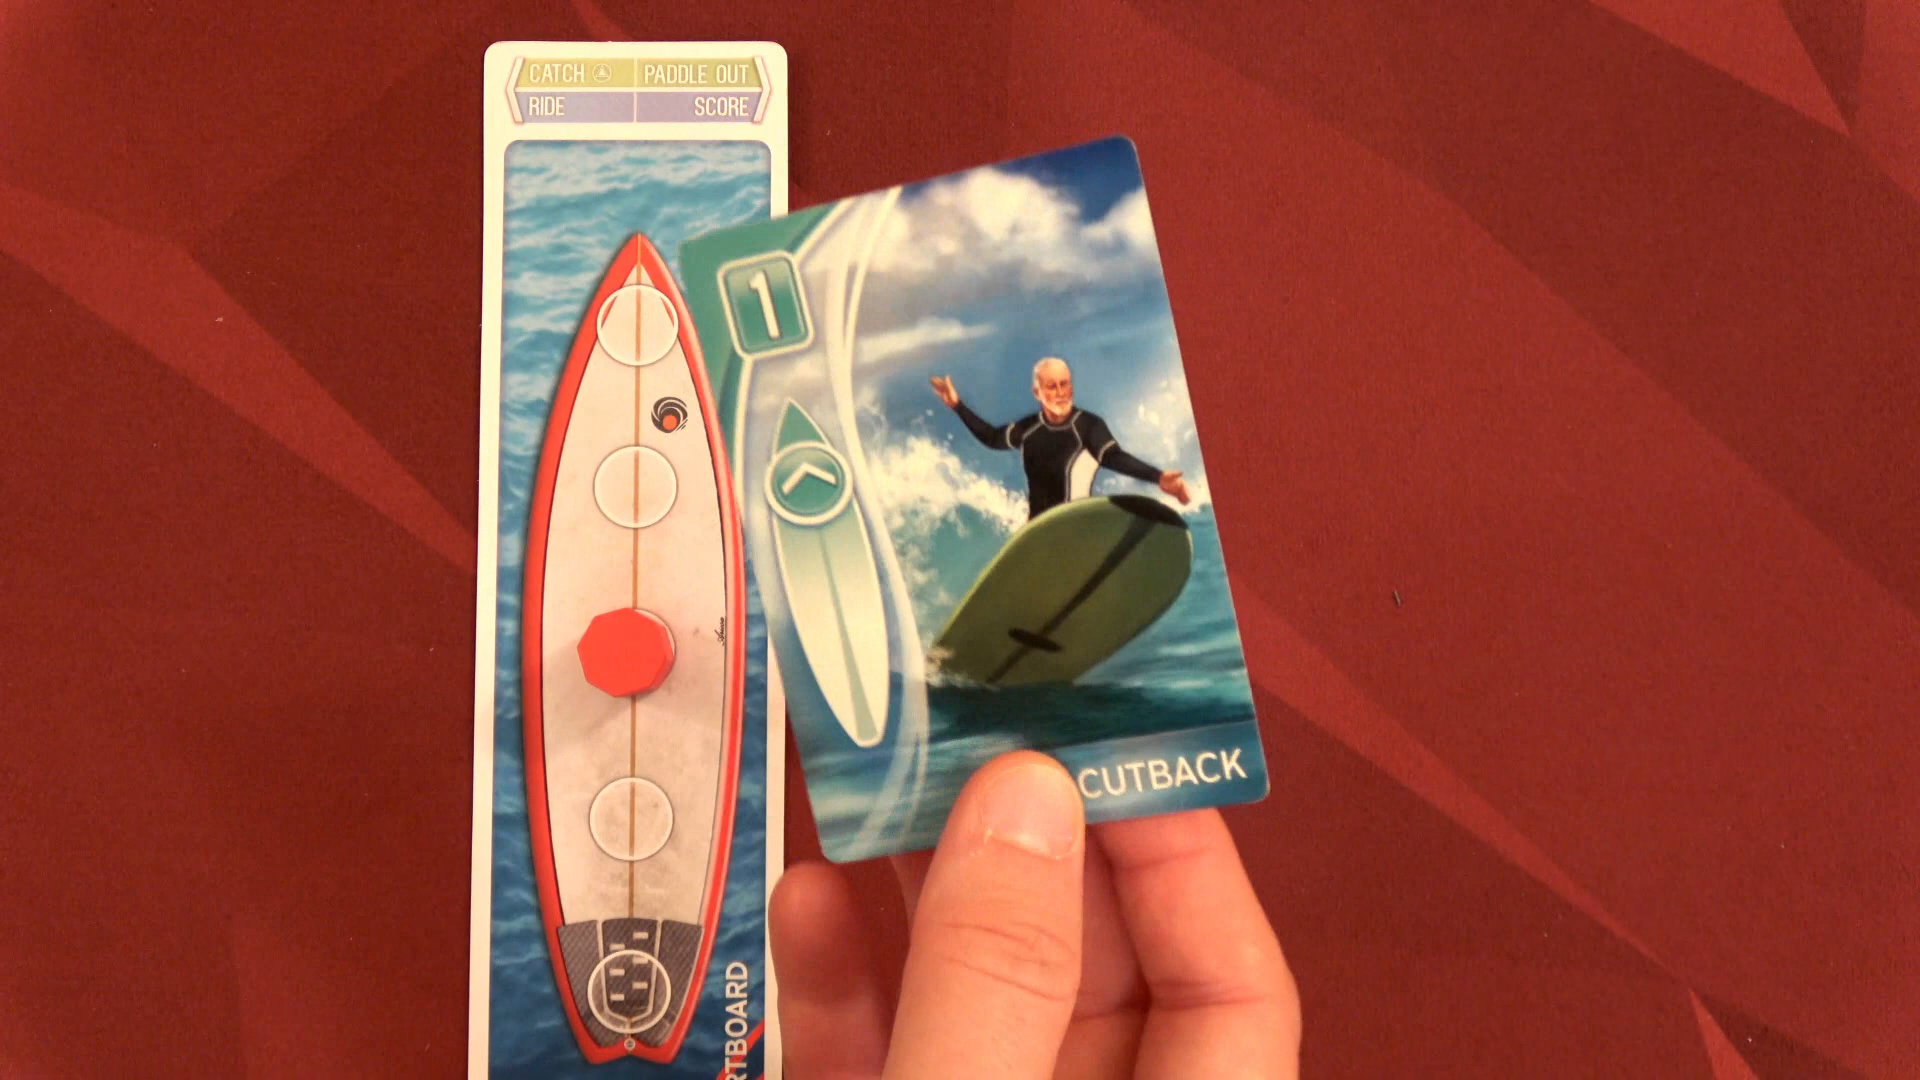 CATCH PADDLE OUT
RIDE SCORE
1
CUTBACK
RTBOARD